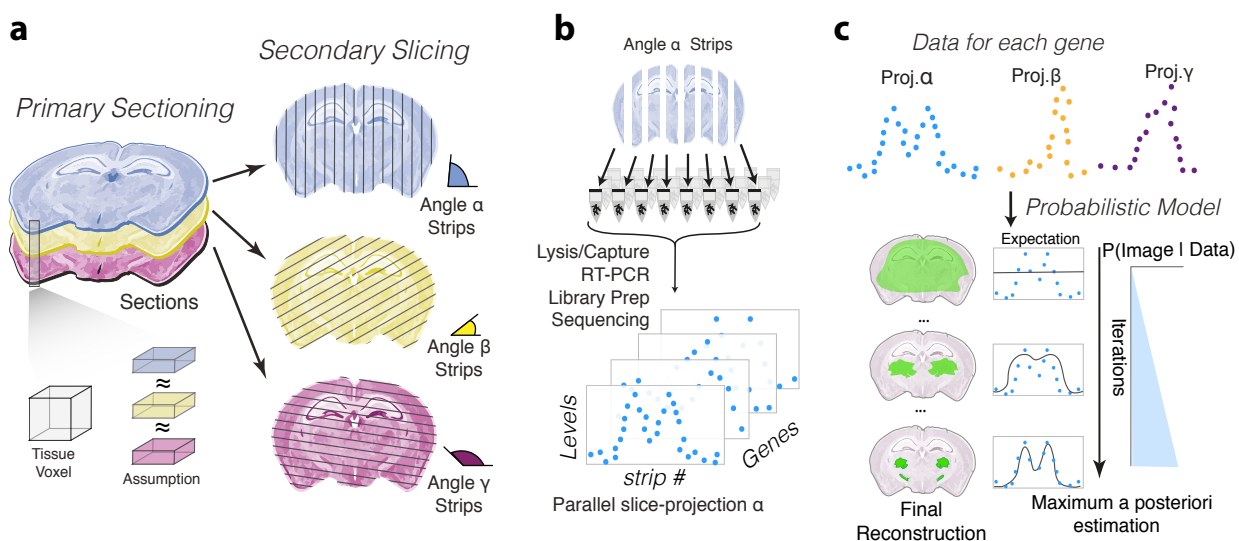 a
Primary Sectioning
Secondary Slicing
Sections
Tissue
Voxel
≈
≈
Assumption
Angle α
Strips
Angle β
Strips
Angle γ
Strips
b
Angle α Strips
Lysis/Capture
RT-PCR
Library Prep
Sequencing
Levels
strip #
Genes
Parallel slice-projection α
c
Data for each gene
Proj.α
Proj.β
Proj.γ
Probabilistic Model
Expectation
P(Image I Data)
...
...
Iterations
Final
Reconstruction
Maximum a posteriori
estimation